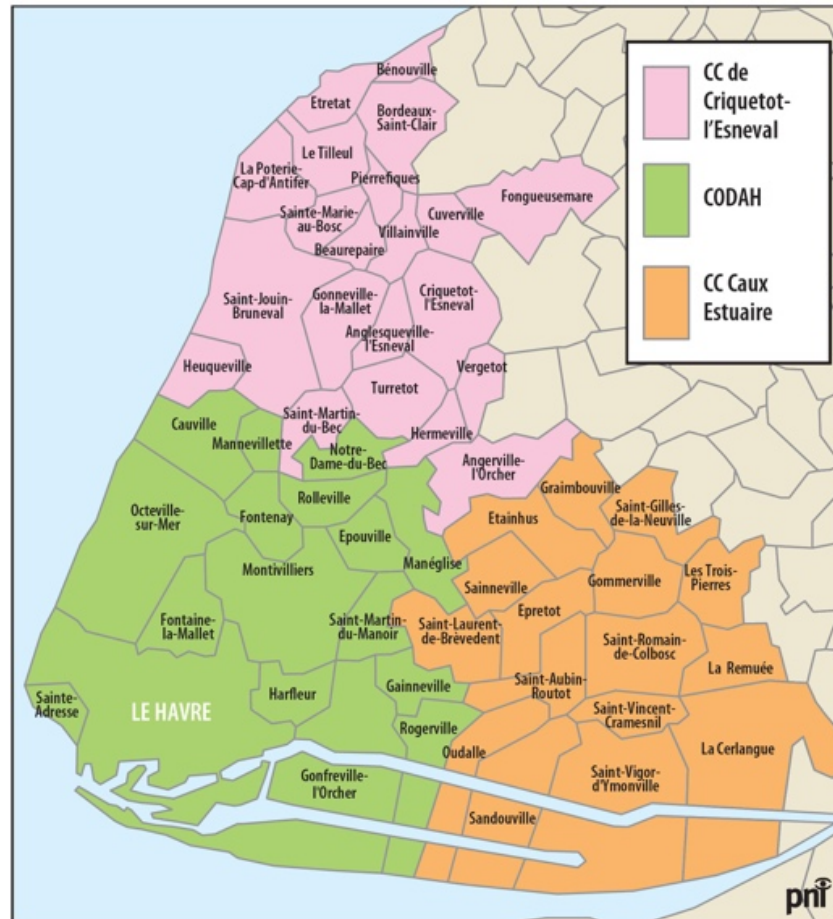 CC de
Criquetot-
l'Esneval
CODAH
CC Caux
Estuaire
Bénouville
Etretat
Bordeaux-
Saint-Clair
Le Tilleul
La Poterie-
Cap-d'Antifer
Pierrefiques
Fongueusemare
Sainte-Marie-
au-Bosc
Cuverville
Villainville
Beaurepaire
Saint-Jouin-
Bruneval
Gonneville-
la-Mallet
Criquetot-
l'Esneval
Anglesqueville-
l'Esneval
Heuqueville
Vergetot
Turretot
Saint-Martin-
du-Bec
Hermeville
Cauville
Mannevillette
Notre-
Dame-du-Bec
Angerville-
l'Orcher
Graimbouville
Rolleville
Octeville-
sur-Mer
Fontenay
Etainhus
Saint-Gilles-
de-la-Neuville
Epouville
Manéglise
Montivilliers
Les Trois-
Pierres
Sainneville
Gommerville
Epretot
Fontaine-
la-Mallet
Saint-Martin-
du-Manoir
Saint-Laurent-
de-Brèvedent
Saint-Romain-
de-Colbosc
La Remuée
Saint-Aubin-
Routot
Gainneville
Harfleur
Sainte-
Adresse
LE HAVRE
Saint-Vincent-
Cramesnil
Rogerville
Oudalle
La Cerlangue
Gonfreville-
l'Orcher
Saint-Vigor-
d'Ymonville
Sandouville
pni